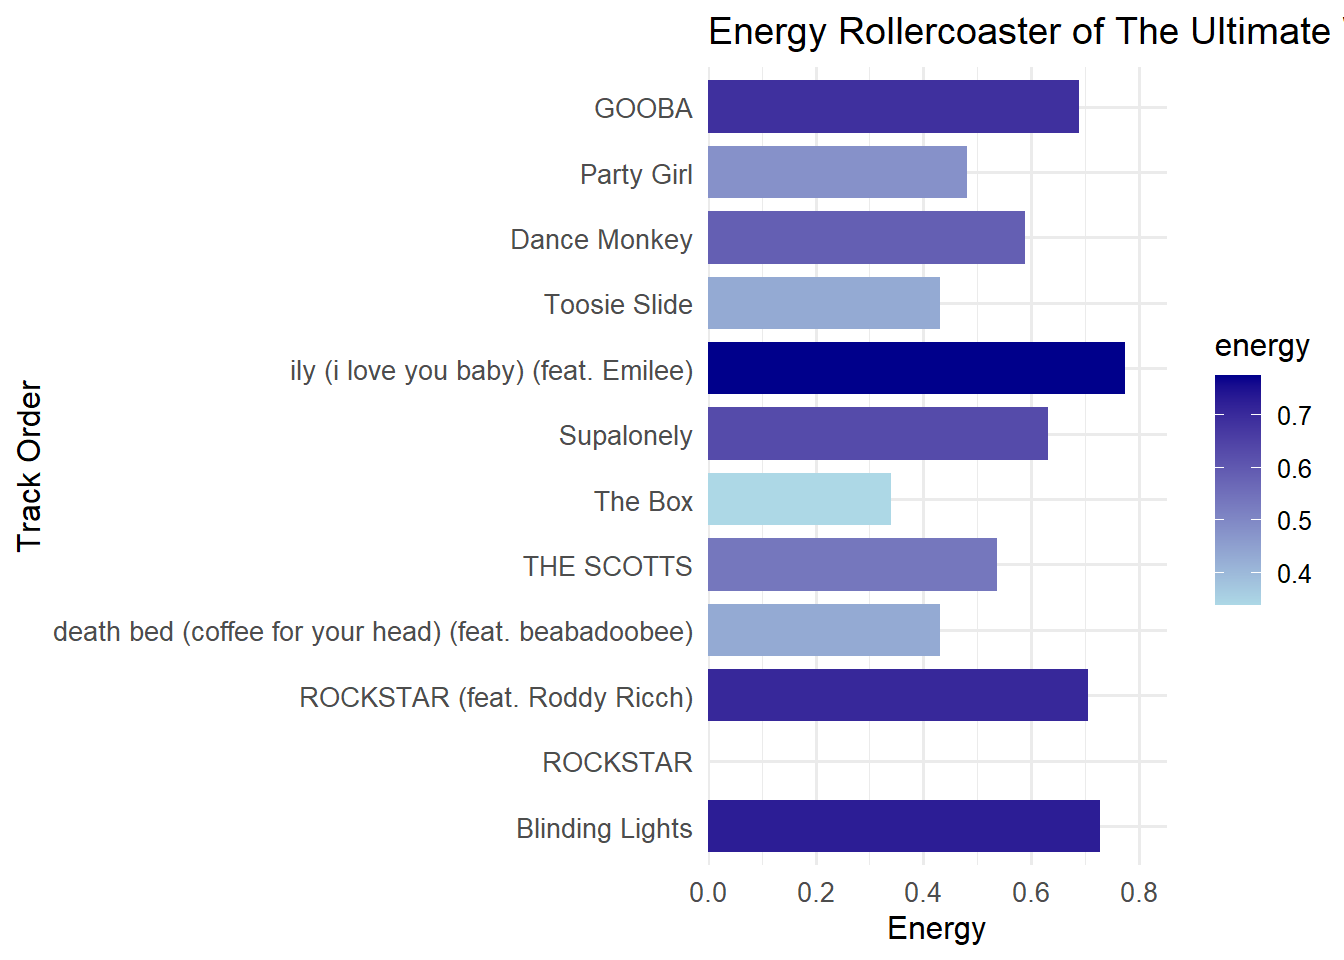 Energy Rollercoaster of The Ultimate
GOOBA
Party Girl
Dance Monkey
Toosie Slide
ily (i love you baby) (feat. Emilee)
Supalonely
The Box
THE SCOTTS
death bed (coffee for your head) (feat. beabadoobee)
ROCKSTAR (feat. Roddy Ricch)
ROCKSTAR
Blinding Lights
Track Order
0.0 0.2 0.4 0.6 0.8
Energy
energy
0.7
0.6
0.5
0.4